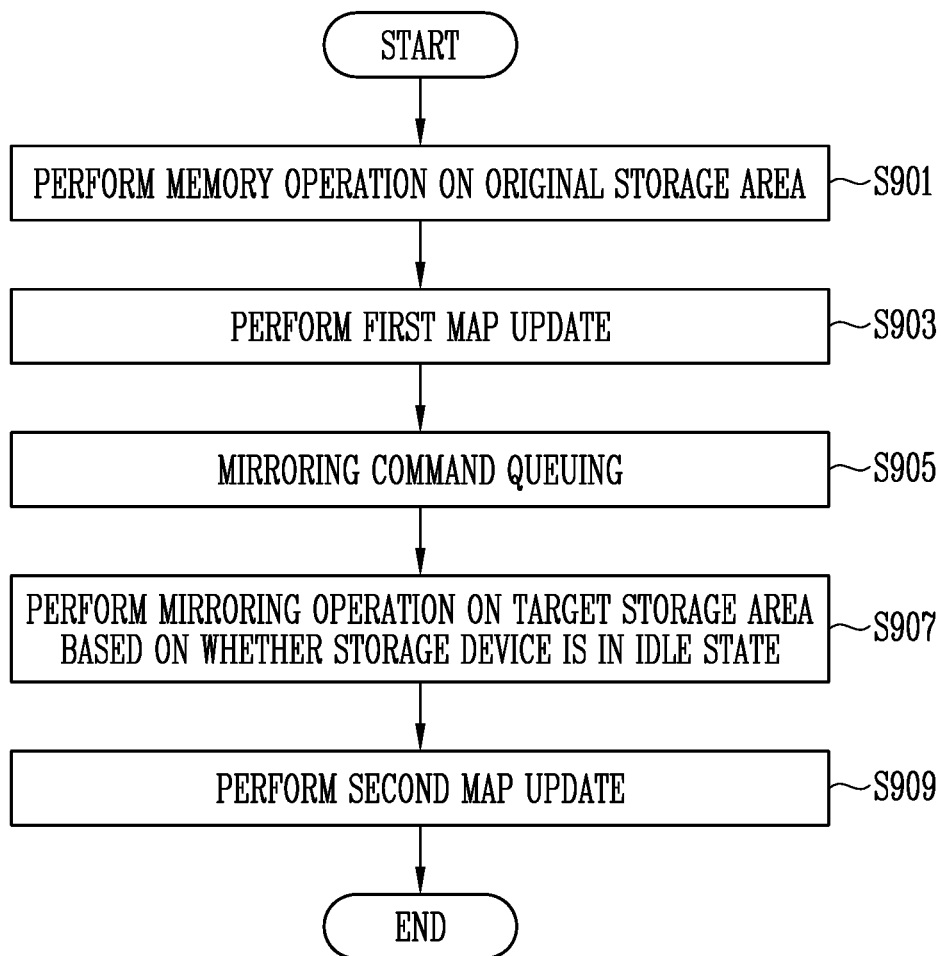 START
PERFORM MEMORY OPERATION ON ORIGINAL STORAGE AREA
S901
PERFORM FIRST MAP UPDATE
S903
MIRRORING COMMAND QUEUING
S905
PERFORM MIRRORING OPERATION ON TARGET STORAGE AREA
BASED ON WHETHER STORAGE DEVICE IS IN IDLE STATE
S907
PERFORM SECOND MAP UPDATE
S909
END